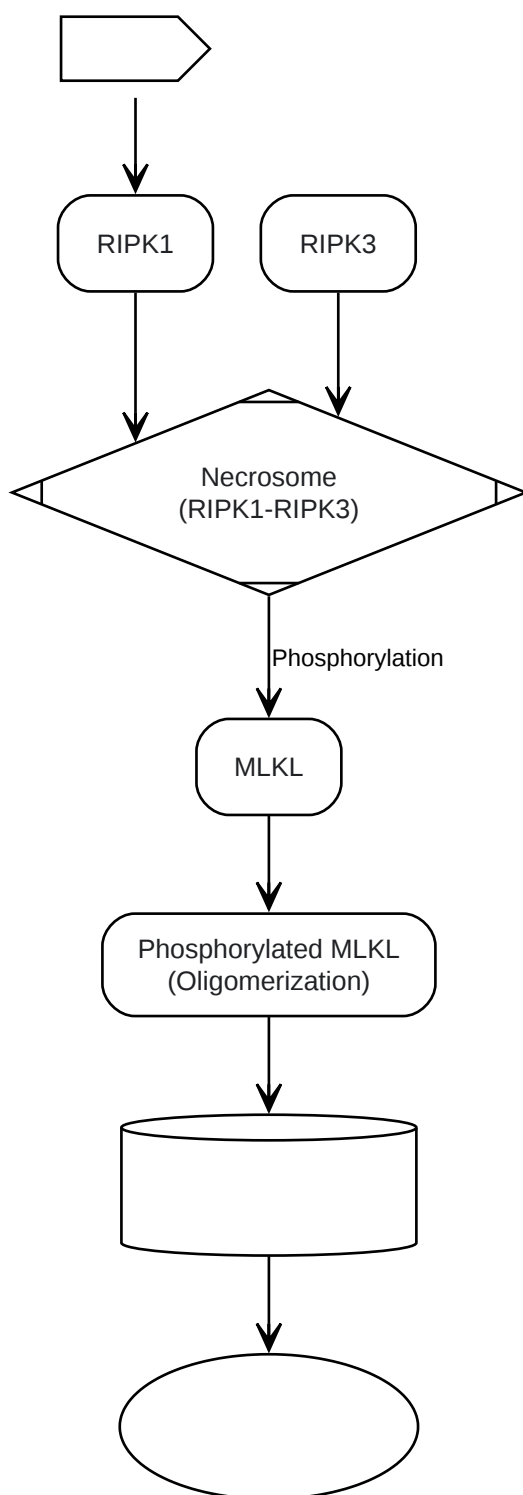 RIPK1
RIPK3
Necrosome
(RIPK1-RIPK3)
Phosphorylation
MLKL
Phosphorylated MLKL
(Oligomerization)